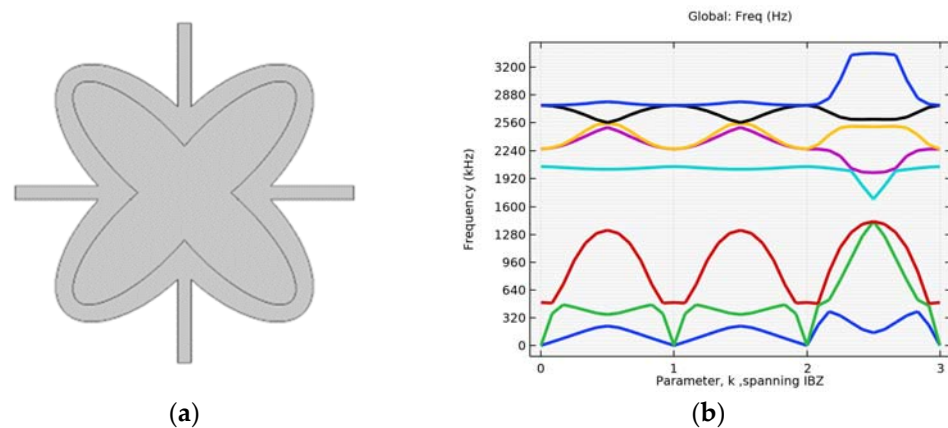 Global: Freq (Hz)
Frequency (kHz)
3200
2880
2560
2240
1920
1600
1280
960
640
320
0
0 1 2 3
Parameter, k ,spanning IBZ
(a) (b)